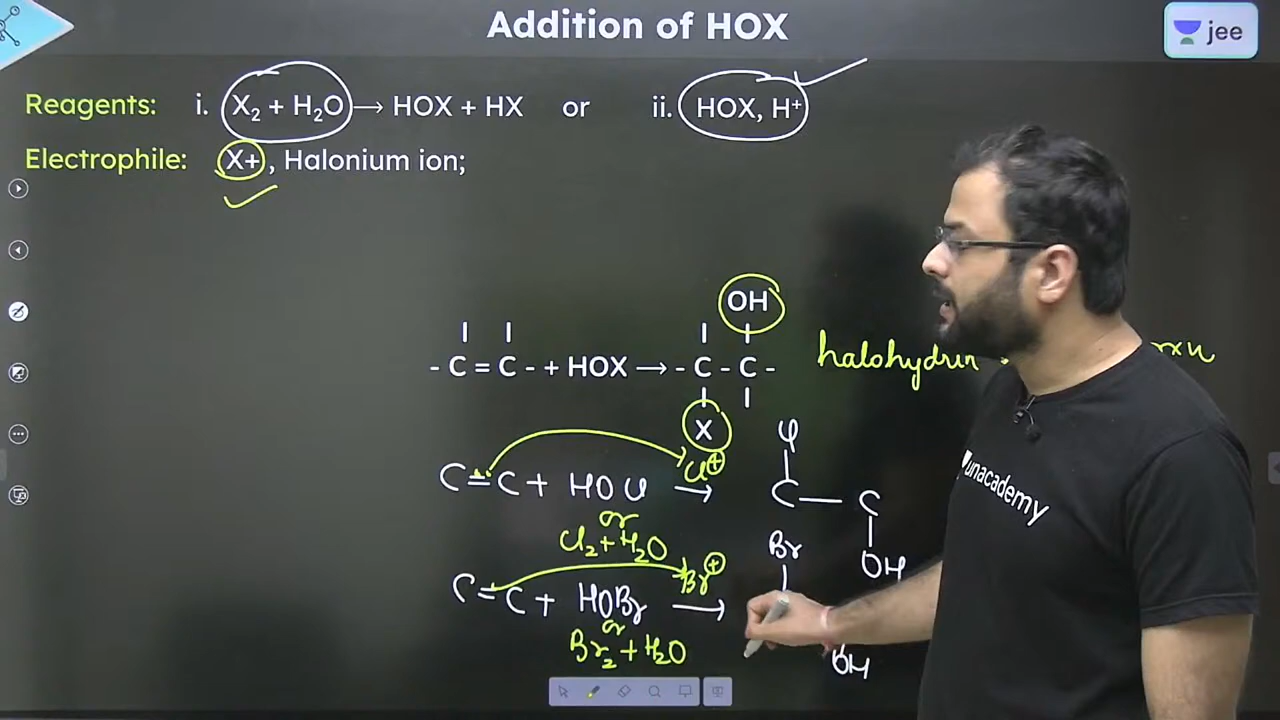 Addition of HOX
jee
Reagents: i. X₂ + H₂O → HOX + HX or ii. HOX, H⁺
Electrophile: X+, Halonium ion;
OH
- C = C - + HOX → - C - C -
X
halohydrin rxn
C = C + HOCl → Cl⊕
Cl
C — C
OH
or
Cl₂ + H₂O
C = C + HOBr → Br⊕
Br
OH
or
Br₂ + H₂O
unacademy